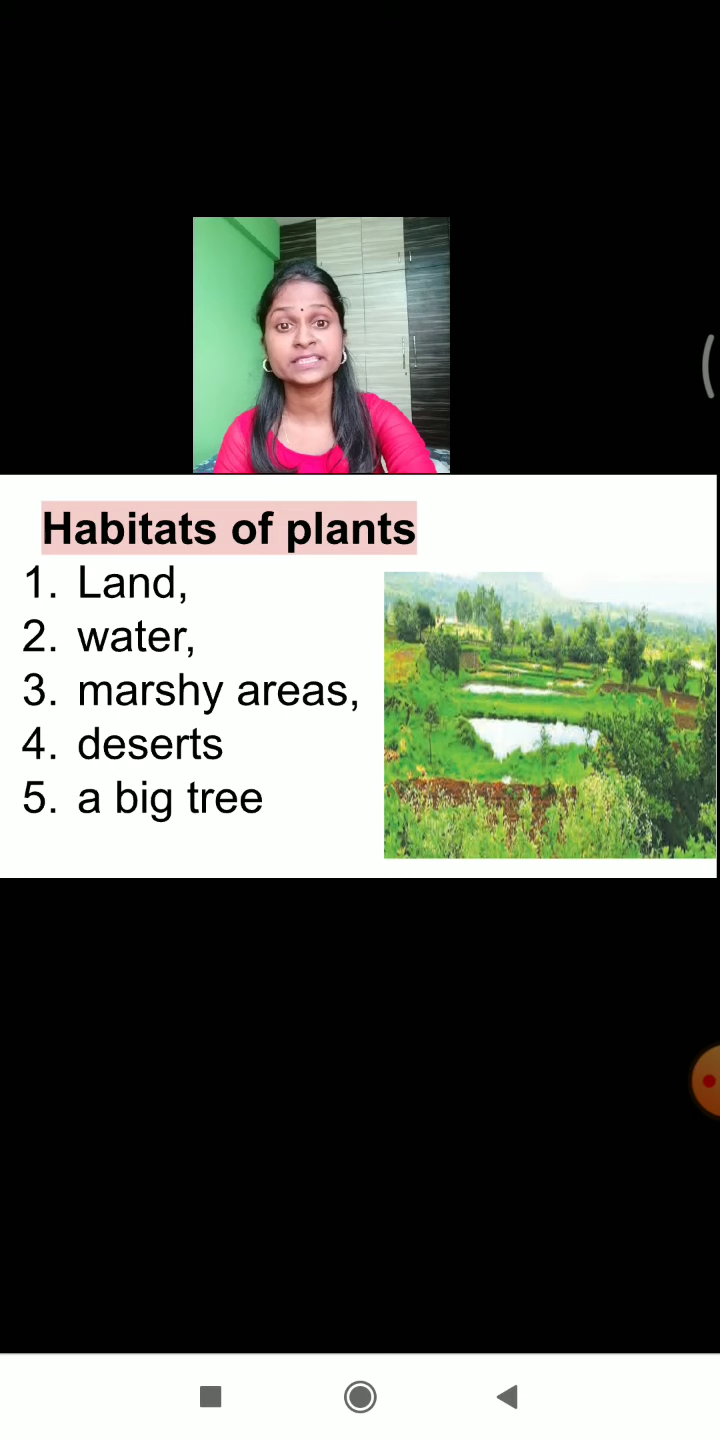 Habitats of plants
1. Land,
2. water,
3. marshy areas,
4. deserts
5. a big tree